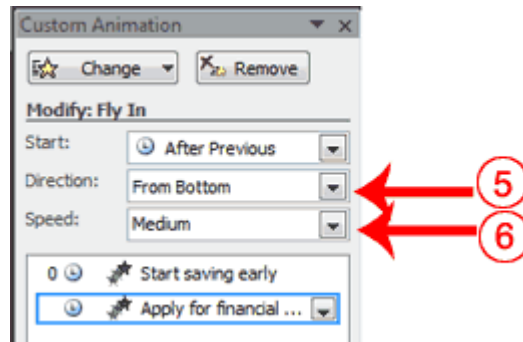 Custom Animation
Change Remove
Modify: Fly In
Start: After Previous
Direction: From Bottom 5
Speed: Medium 6
0 Start saving early
Apply for financial ...